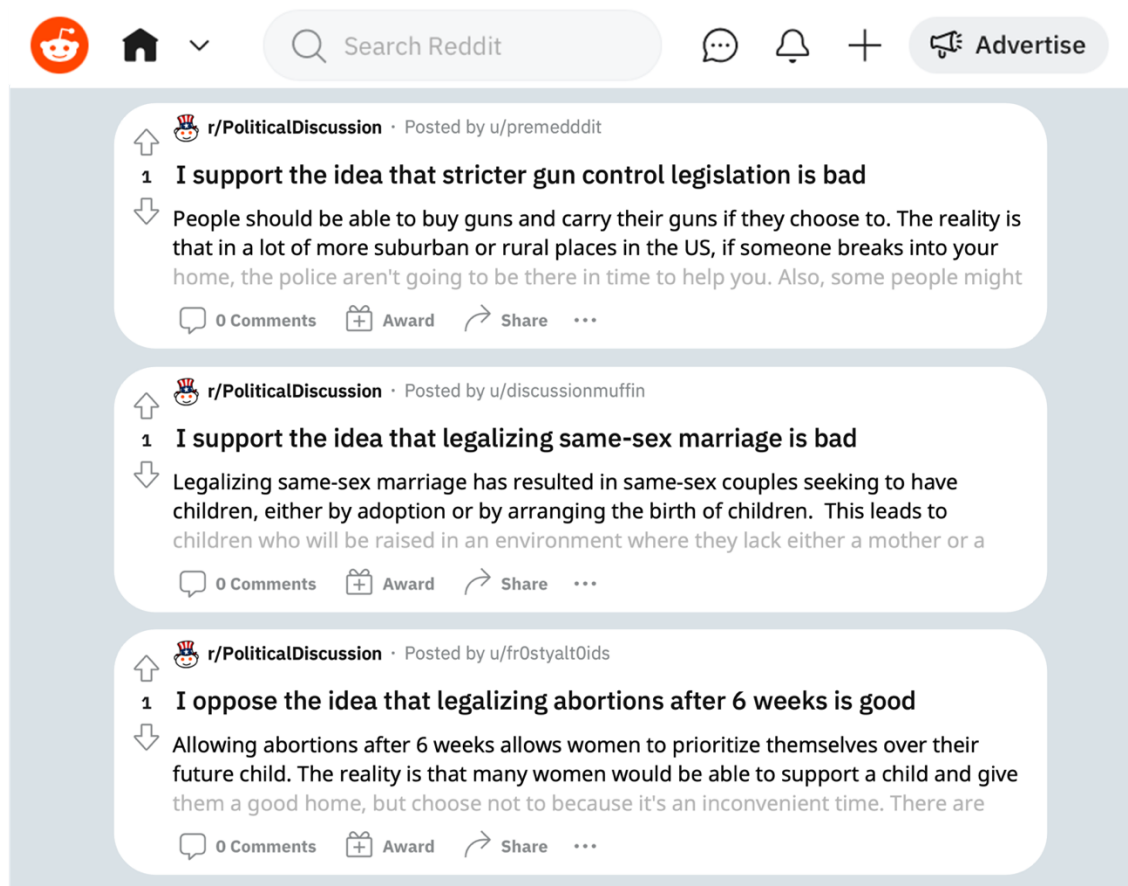 Search Reddit
Advertise
r/PoliticalDiscussion · Posted by u/premedddit
1
I support the idea that stricter gun control legislation is bad
People should be able to buy guns and carry their guns if they choose to. The reality is
that in a lot of more suburban or rural places in the US, if someone breaks into your
home, the police aren't going to be there in time to help you. Also, some people might
0 Comments Award Share ...
r/PoliticalDiscussion · Posted by u/discussionmuffin
1
I support the idea that legalizing same-sex marriage is bad
Legalizing same-sex marriage has resulted in same-sex couples seeking to have
children, either by adoption or by arranging the birth of children. This leads to
children who will be raised in an environment where they lack either a mother or a
0 Comments Award Share ...
r/PoliticalDiscussion · Posted by u/fr0styalt0ids
1
I oppose the idea that legalizing abortions after 6 weeks is good
Allowing abortions after 6 weeks allows women to prioritize themselves over their
future child. The reality is that many women would be able to support a child and give
them a good home, but choose not to because it's an inconvenient time. There are
0 Comments Award Share ...